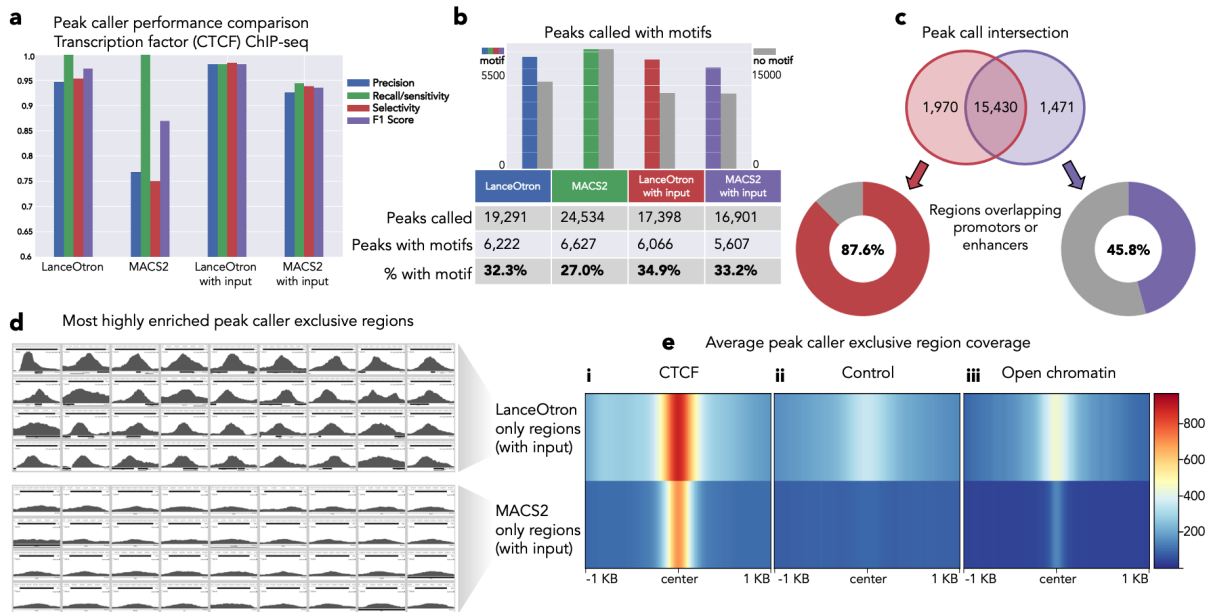 a
Peak caller performance comparison
Transcription factor (CTCF) ChIP-seq
1.0
0.95
0.90
0.85
0.80
0.75
0.70
0.65
0.6
LanceOtron
MACS2
LanceOtron
with input
MACS2
with input
Precision
Recall/sensitivity
Selectivity
F1 Score
b
Peaks called with motifs
motif
5500
0
no motif
15000
0
LanceOtron
MACS2
LanceOtron
with input
MACS2
with input
Peaks called
19,291
24,534
17,398
16,901
Peaks with motifs
6,222
6,627
6,066
5,607
% with motif
32.3%
27.0%
34.9%
33.2%
c
Peak call intersection
1,970
15,430
1,471
Regions overlapping
promotors or
enhancers
87.6%
45.8%
d
Most highly enriched peak caller exclusive regions
e
Average peak caller exclusive region coverage
i
CTCF
ii
Control
iii
Open chromatin
LanceOtron
only regions
(with input)
MACS2
only regions
(with input)
-1 KB
center
1 KB
-1 KB
center
1 KB
-1 KB
center
1 KB
800
600
400
200